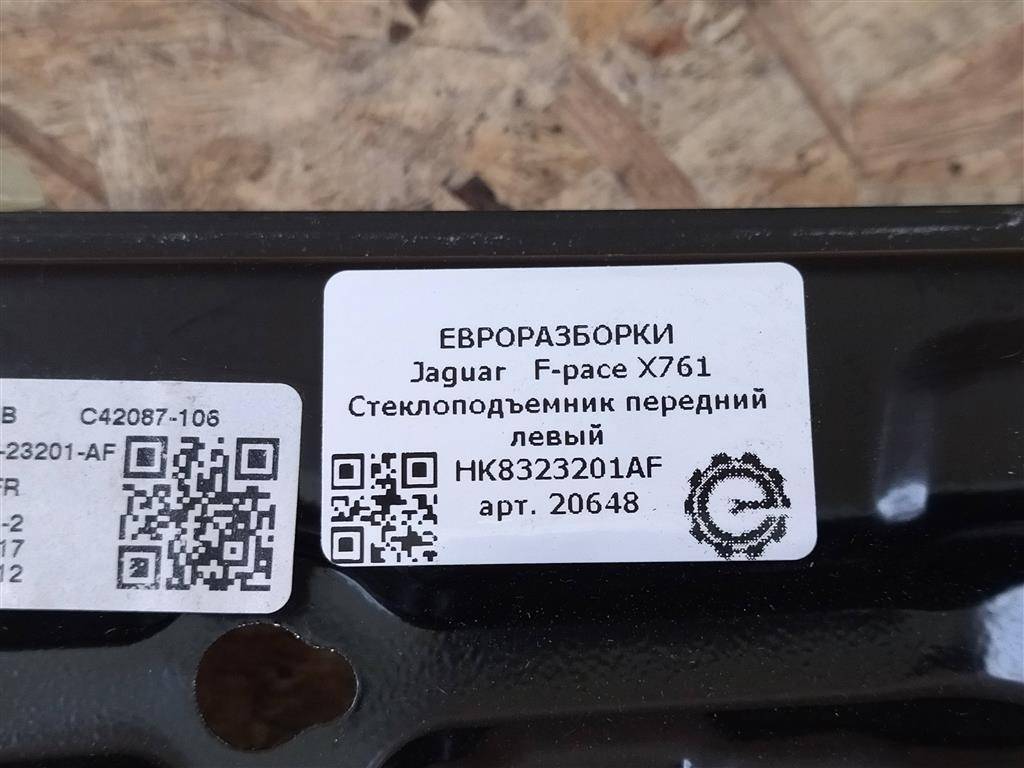 ЕВРОРАЗБОРКИ
Jaguar F-pace X761
Стеклоподъемник передний
левый
HK8323201AF
арт. 20648
B C42087-106
-23201-AF
FR
-2
17
12